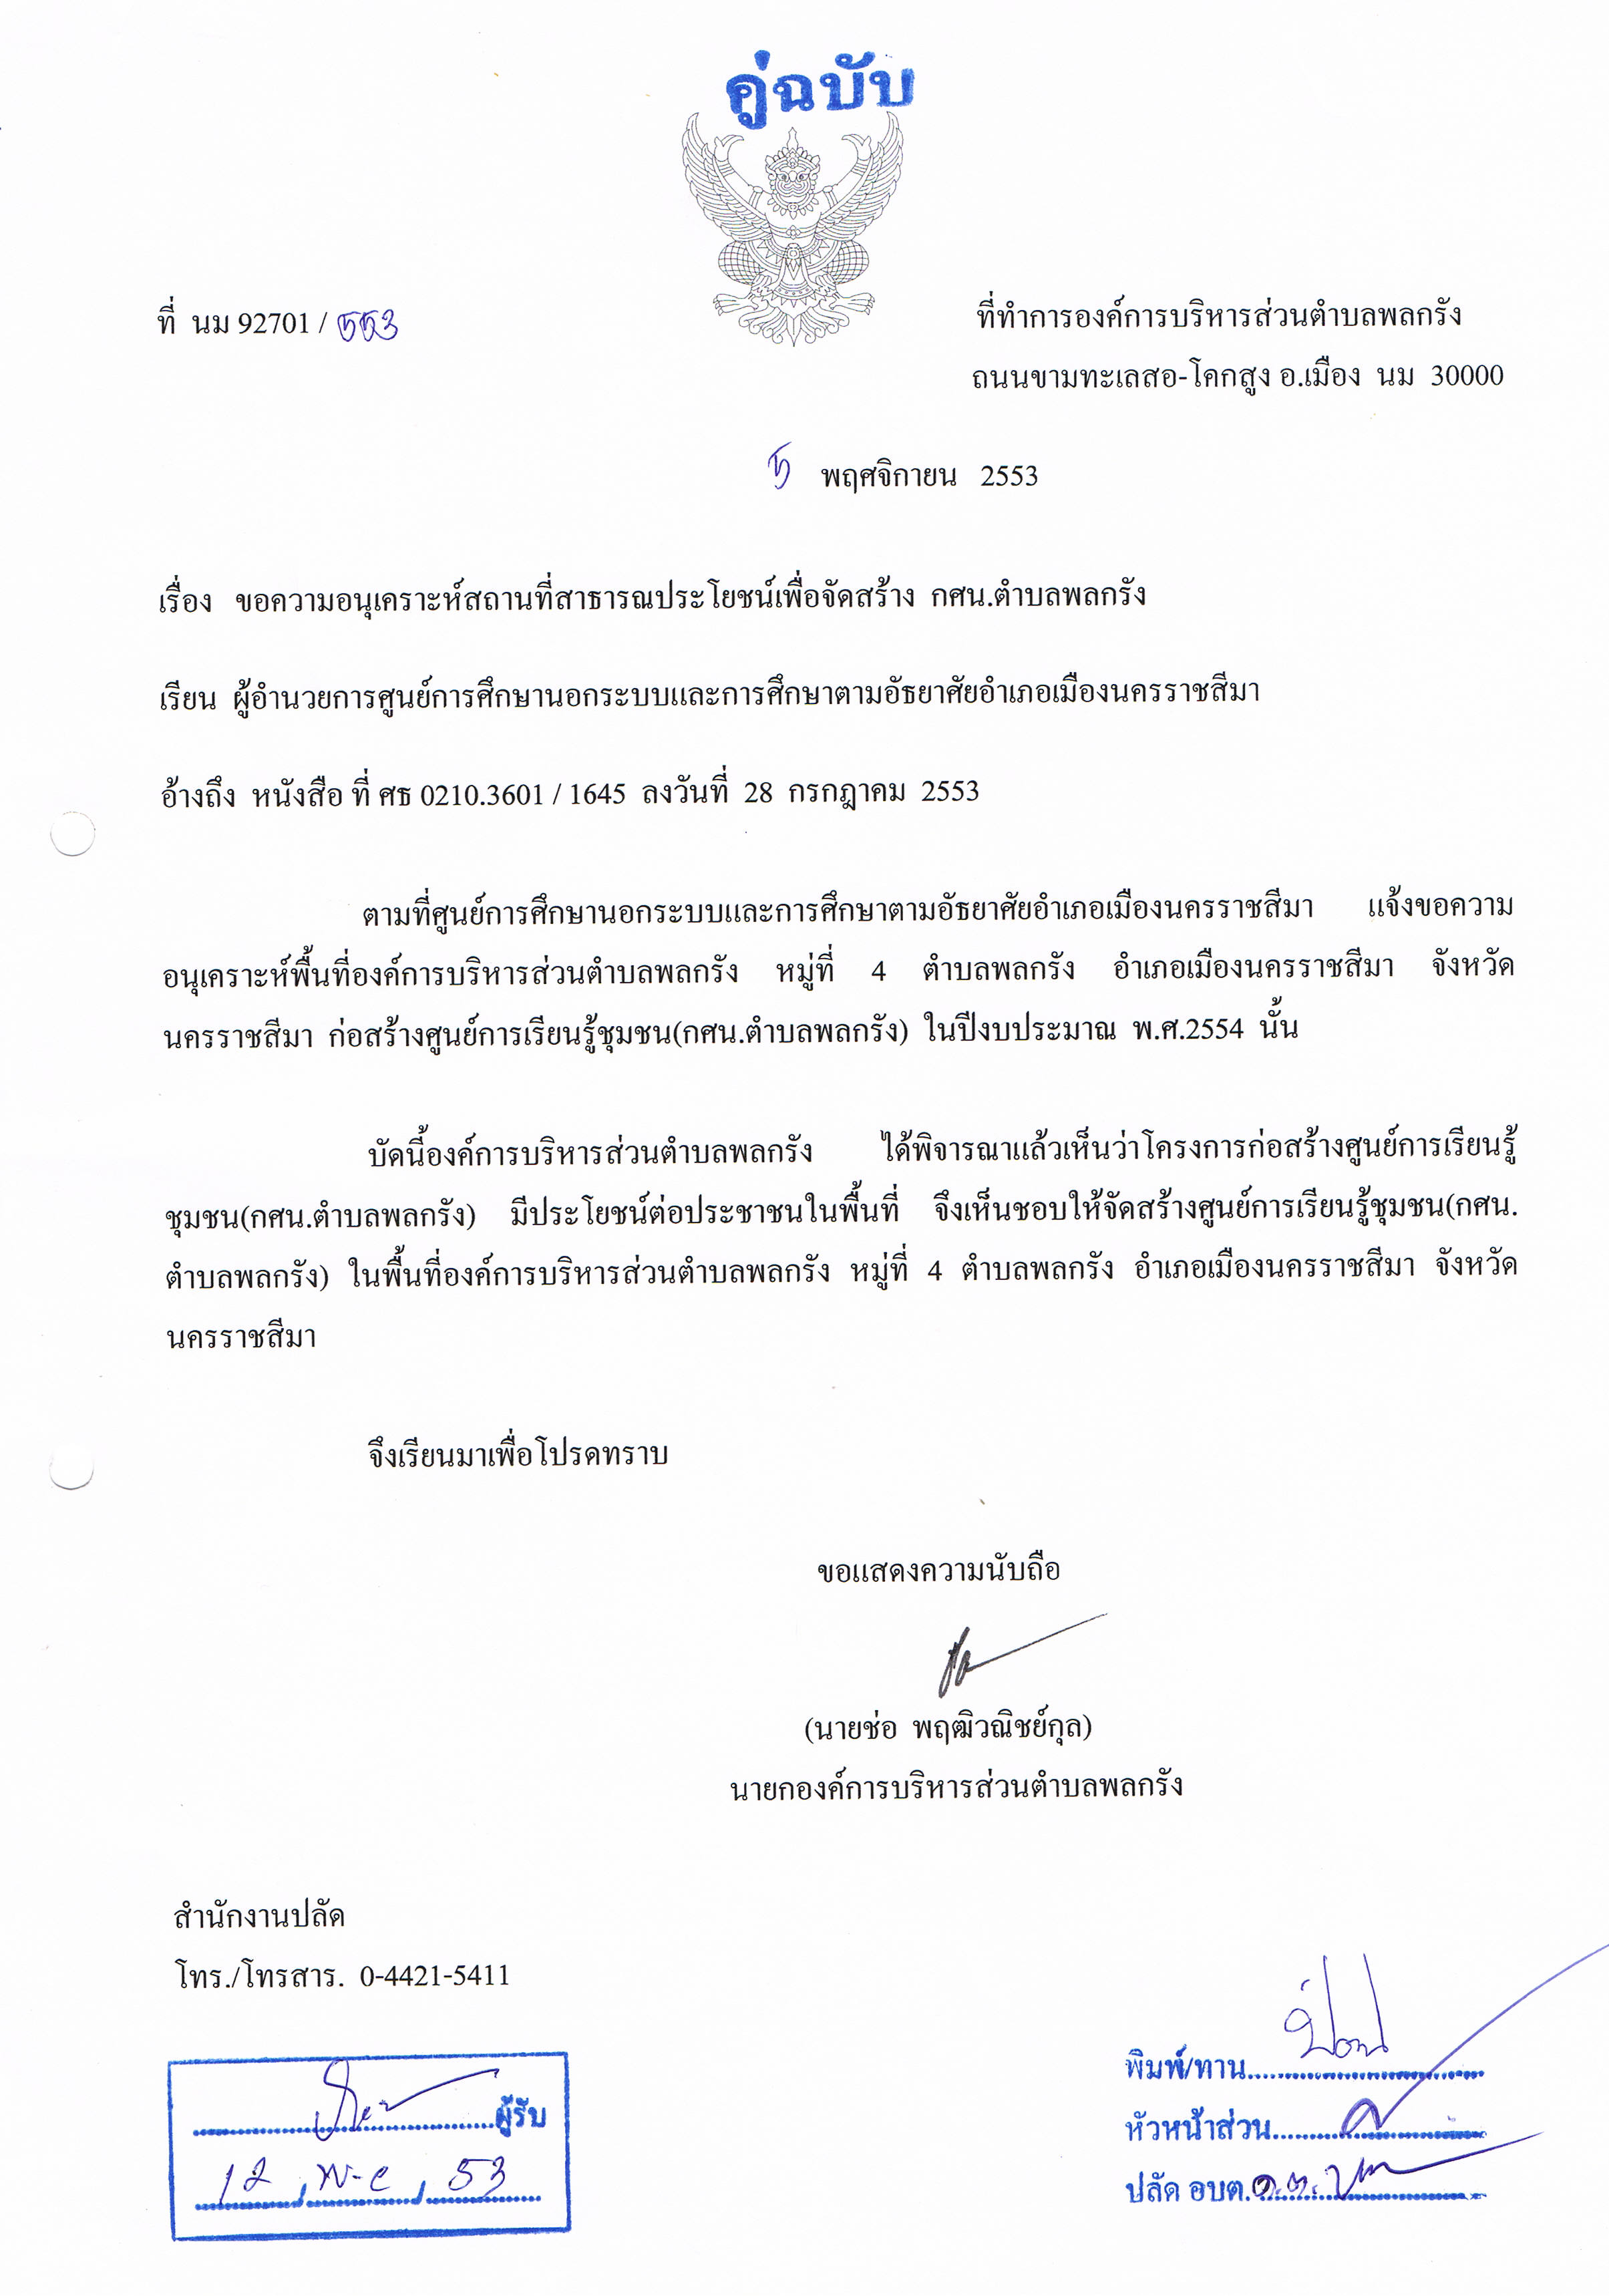 คู่ฉบับ
ที่ นม 92701 / ๕๕๓
ที่ทำการองค์การบริหารส่วนตำบลพลกรัง
ถนนขามทะเลสอ-โคกสูง อ.เมือง นม 30000
๕ พฤศจิกายน 2553
เรื่อง ขอความอนุเคราะห์สถานที่สาธารณประโยชน์เพื่อจัดสร้าง กศน.ตำบลพลกรัง
เรียน ผู้อำนวยการศูนย์การศึกษานอกระบบและการศึกษาตามอัธยาศัยอำเภอเมืองนครราชสีมา
อ้างถึง หนังสือ ที่ ศธ 0210.3601 / 1645 ลงวันที่ 28 กรกฎาคม 2553
ตามที่ศูนย์การศึกษานอกระบบและการศึกษาตามอัธยาศัยอำเภอเมืองนครราชสีมา แจ้งขอความ
อนุเคราะห์พื้นที่องค์การบริหารส่วนตำบลพลกรัง หมู่ที่ 4 ตำบลพลกรัง อำเภอเมืองนครราชสีมา จังหวัด
นครราชสีมา ก่อสร้างศูนย์การเรียนรู้ชุมชน(กศน.ตำบลพลกรัง) ในปีงบประมาณ พ.ศ.2554 นั้น
บัดนี้องค์การบริหารส่วนตำบลพลกรัง ได้พิจารณาแล้วเห็นว่าโครงการก่อสร้างศูนย์การเรียนรู้
ชุมชน(กศน.ตำบลพลกรัง) มีประโยชน์ต่อประชาชนในพื้นที่ จึงเห็นชอบให้จัดสร้างศูนย์การเรียนรู้ชุมชน(กศน.
ตำบลพลกรัง) ในพื้นที่องค์การบริหารส่วนตำบลพลกรัง หมู่ที่ 4 ตำบลพลกรัง อำเภอเมืองนครราชสีมา จังหวัด
นครราชสีมา
จึงเรียนมาเพื่อโปรดทราบ
ขอแสดงความนับถือ
(นายช่อ พฤฒิวณิชย์กุล)
นายกองค์การบริหารส่วนตำบลพลกรัง
สำนักงานปลัด
โทร./โทรสาร. 0-4421-5411
ผู้รับ
12 / พ.ย / 53
พิมพ์/ทาน
หัวหน้าส่วน
ปลัด อบต.